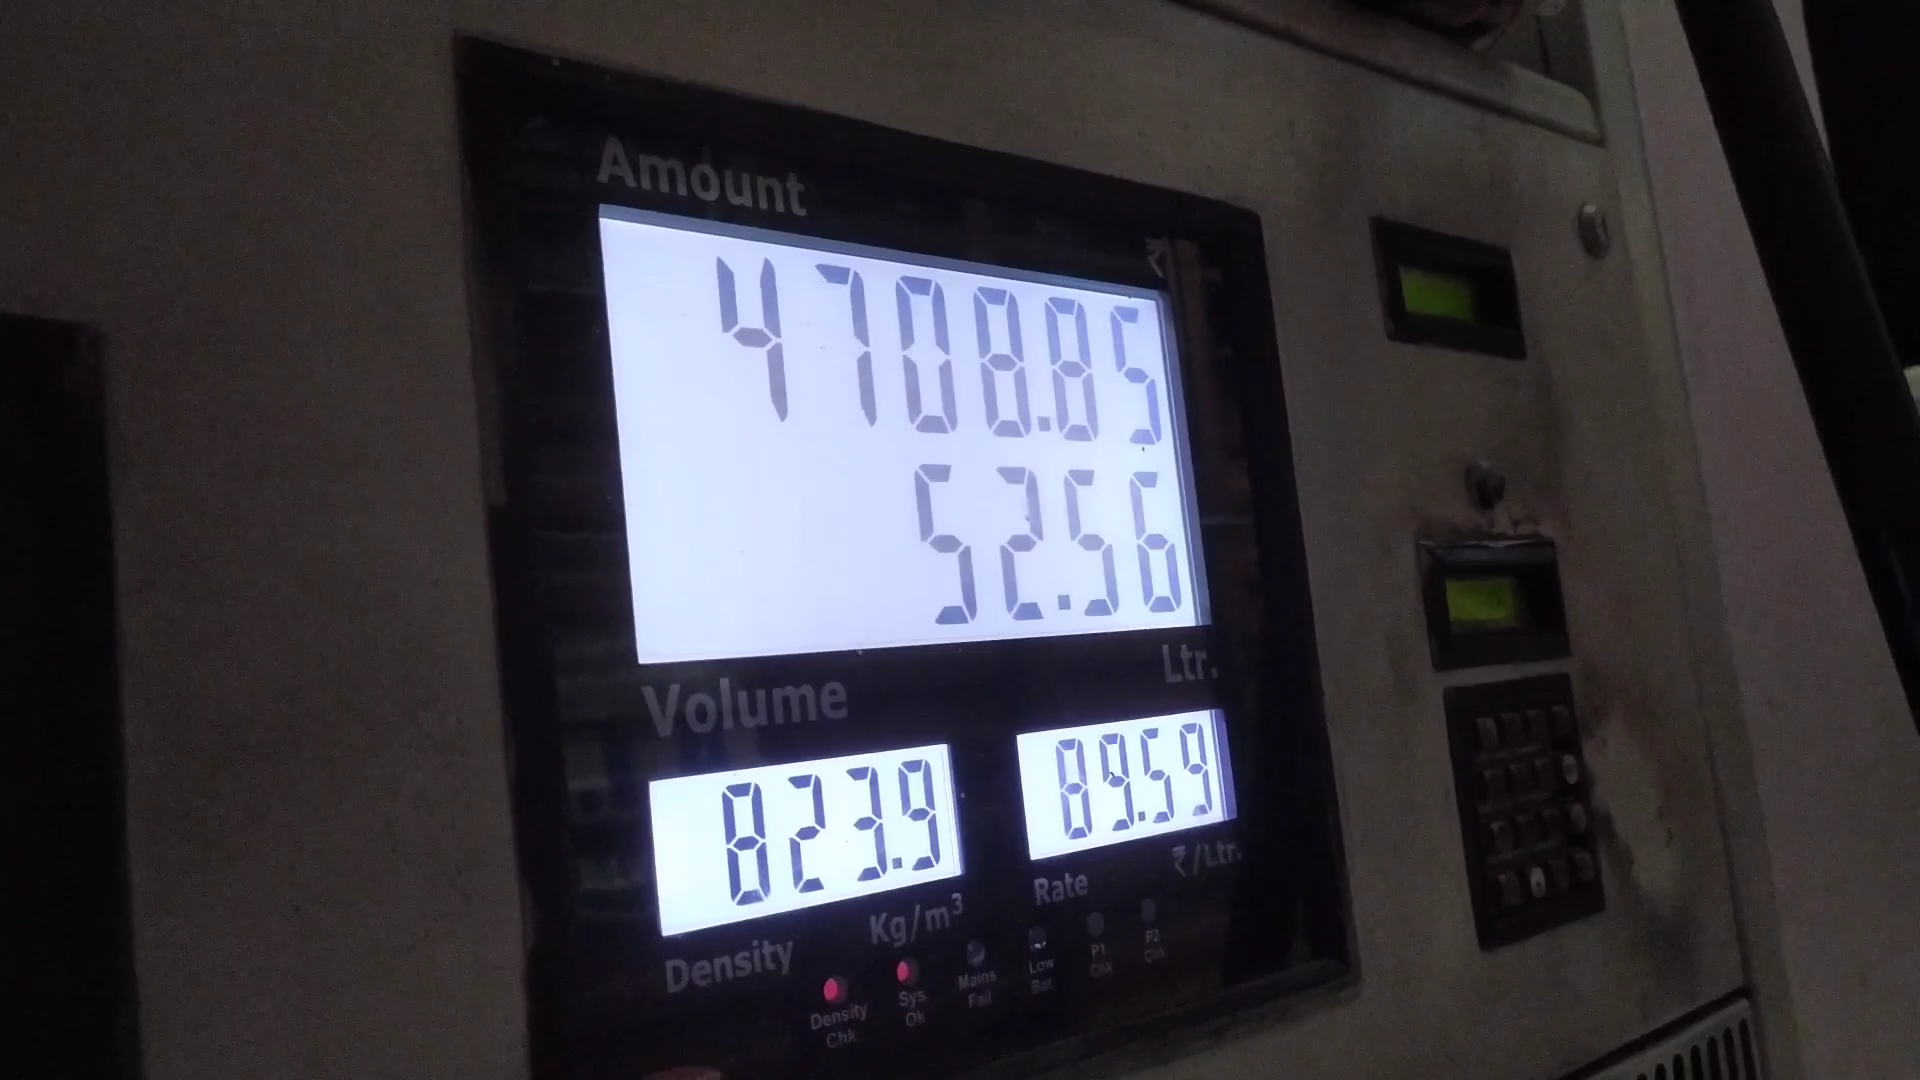 Amount
₹
4708.85
52.56
Volume Ltr.
823.9 89.59
Density Kg/m³ Rate ₹/Ltr.
Density Chk
Sys Ok
Mains Fail
Low Bat
P1 Chk
P2 Chk